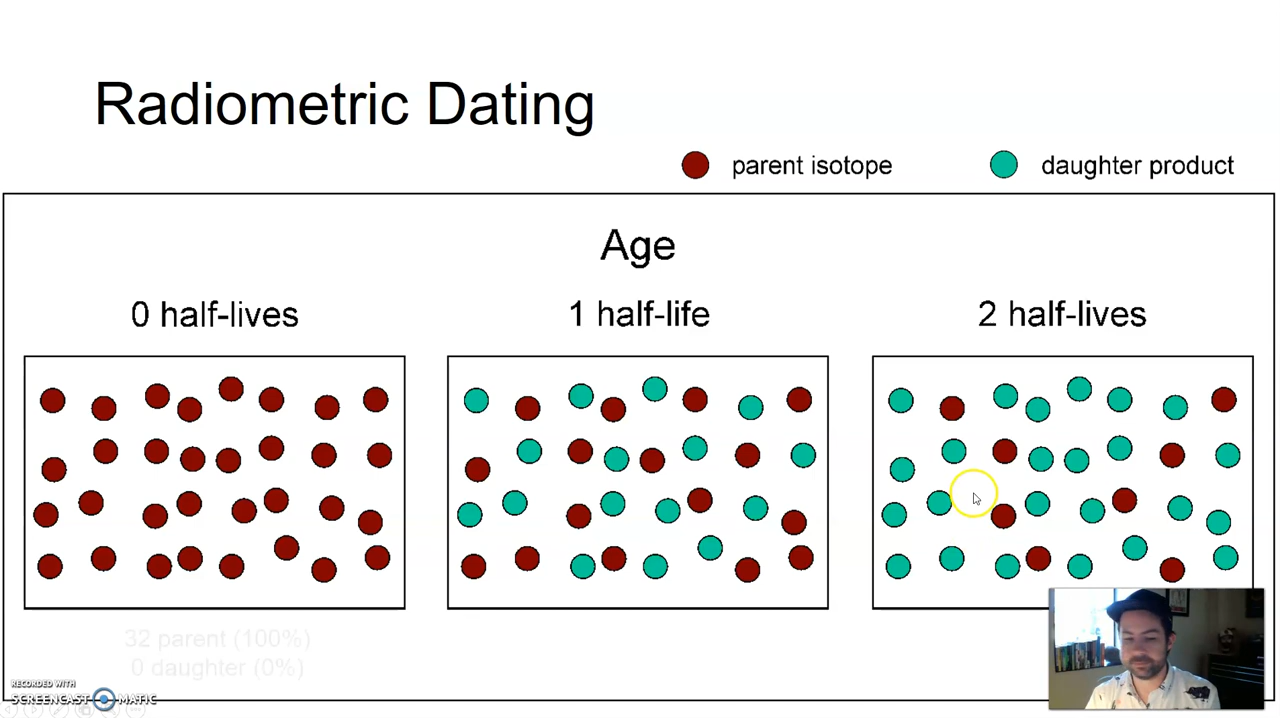 Radiometric Dating
parent isotope
daughter product
Age
0 half-lives
1 half-life
2 half-lives
32 parent (100%)
0 daughter (0%)
RECORDED WITH
SCREENCAST MATIC